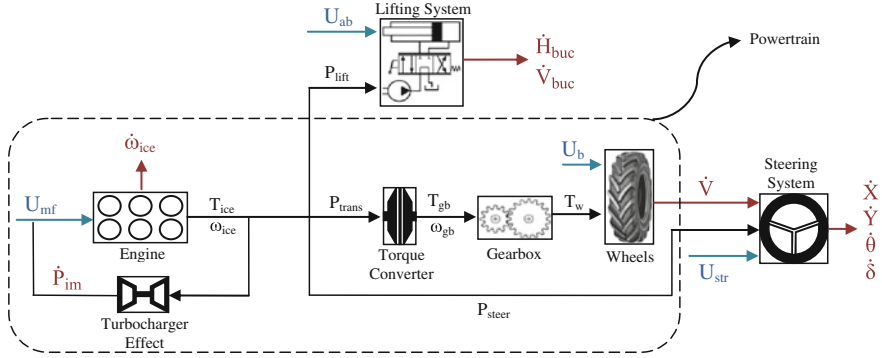 Lifting System
U_ab
Ḣ_buc
V̇_buc
Powertrain
P_lift
ω̇_ice
U_mf
T_ice
ω_ice
Engine
P_trans
T_gb
ω_gb
Torque
Converter
Gearbox
T_w
U_b
Wheels
V̇
Steering
System
Ẋ
Ẏ
θ̇
δ̇
U_str
Ṗ_im
Turbocharger
Effect
P_steer